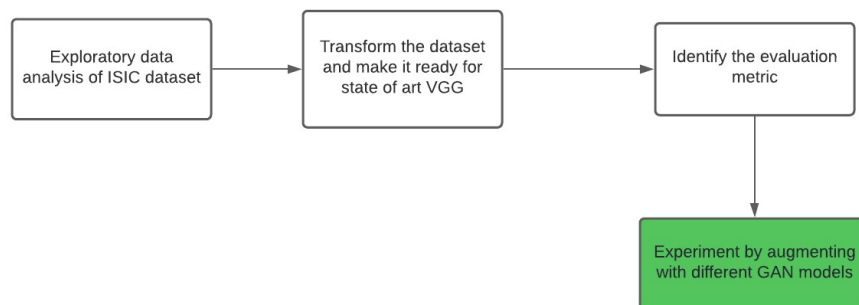 Exploratory data
analysis of ISIC dataset
Transform the dataset
and make it ready for
state of art VGG
Identify the evaluation
metric
Experiment by augmenting
with different GAN models